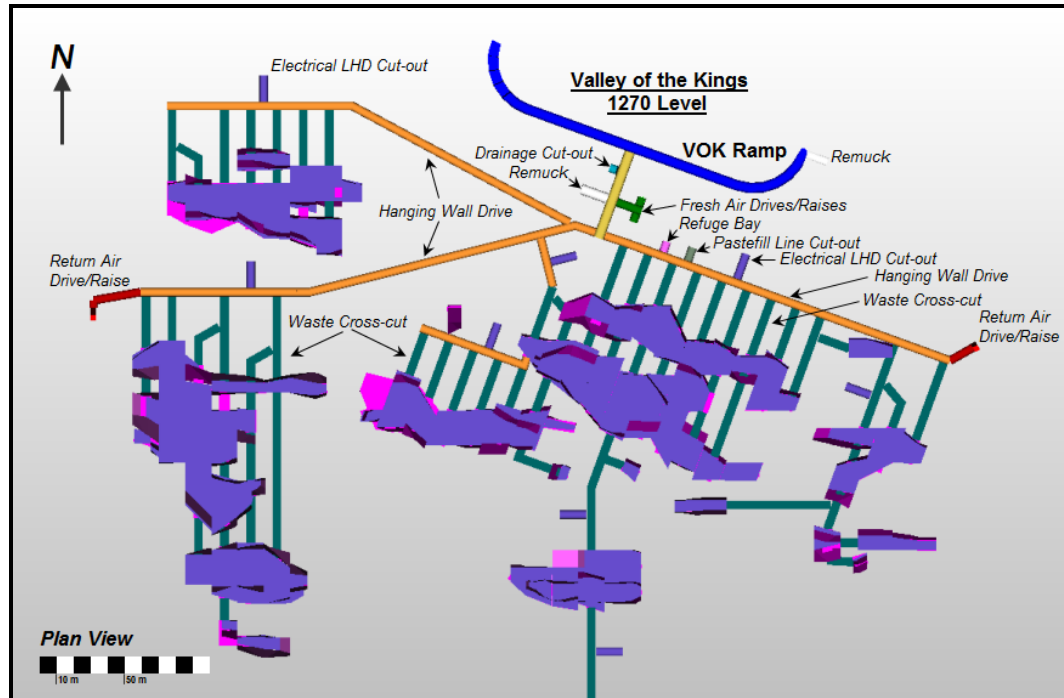 N
Electrical LHD Cut-out
Valley of the Kings
1270 Level
VOK Ramp
Remuck
Drainage Cut-out
Remuck
Hanging Wall Drive
Fresh Air Drives/Raises
Refuge Bay
Pastefill Line Cut-out
Electrical LHD Cut-out
Hanging Wall Drive
Waste Cross-cut
Return Air
Drive/Raise
Return Air
Drive/Raise
Waste Cross-cut
Plan View
10 m
50 m